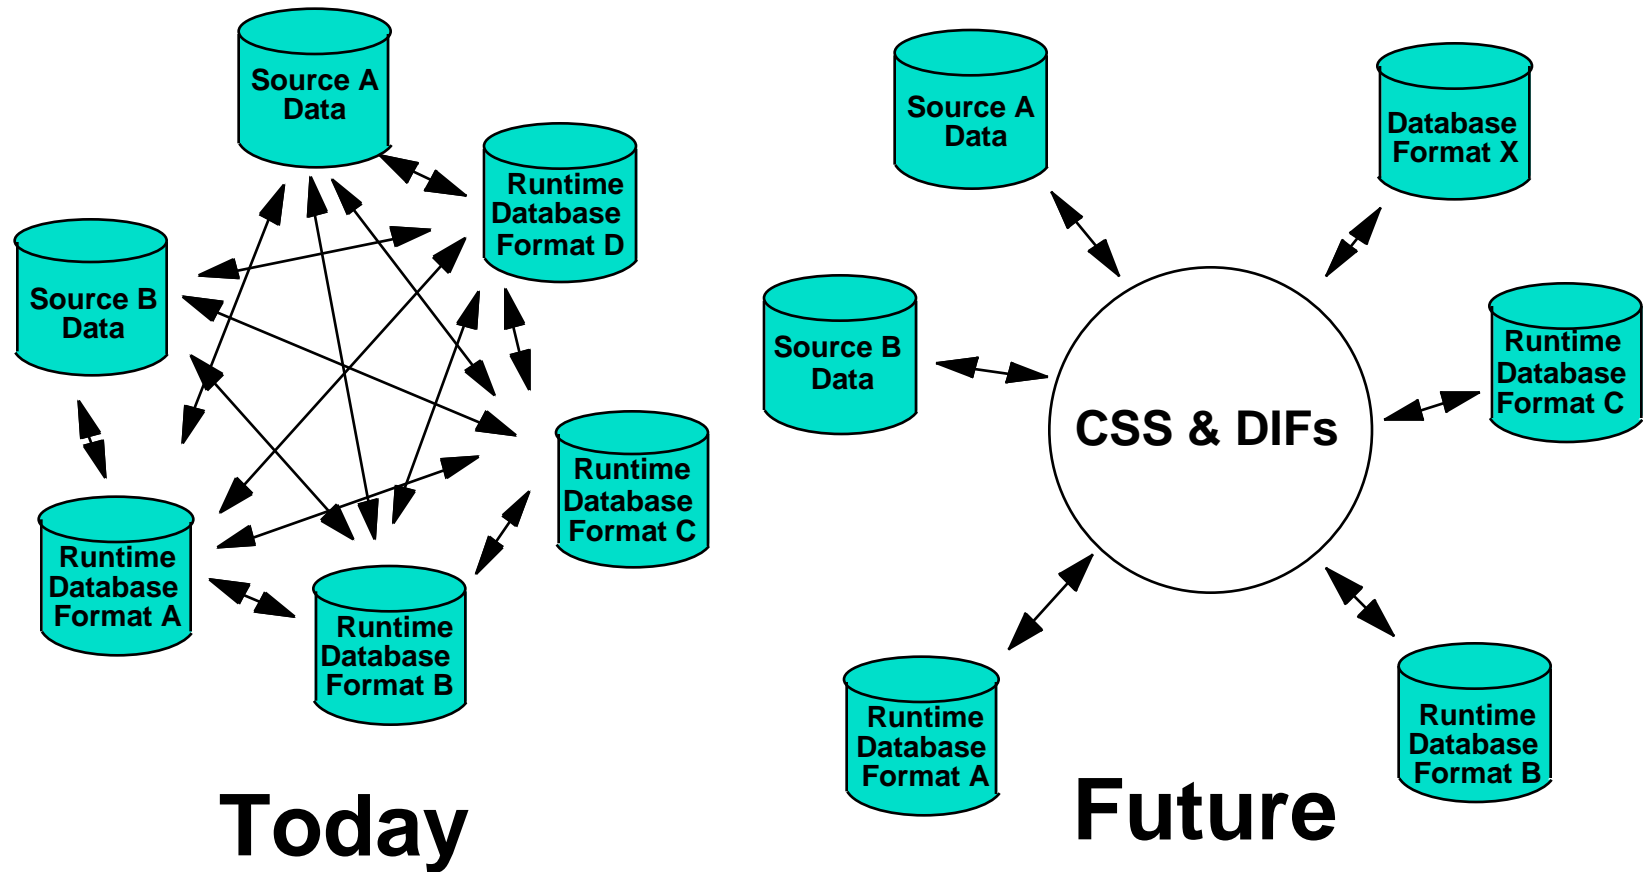 Source A
Data
Runtime
Database
Format D
Source B
Data
Runtime
Database
Format C
Runtime
Database
Format A
Runtime
Database
Format B
Today
Source A
Data
Database
Format X
Source B
Data
Runtime
Database
Format C
CSS & DIFs
Runtime
Database
Format A
Runtime
Database
Format B
Future